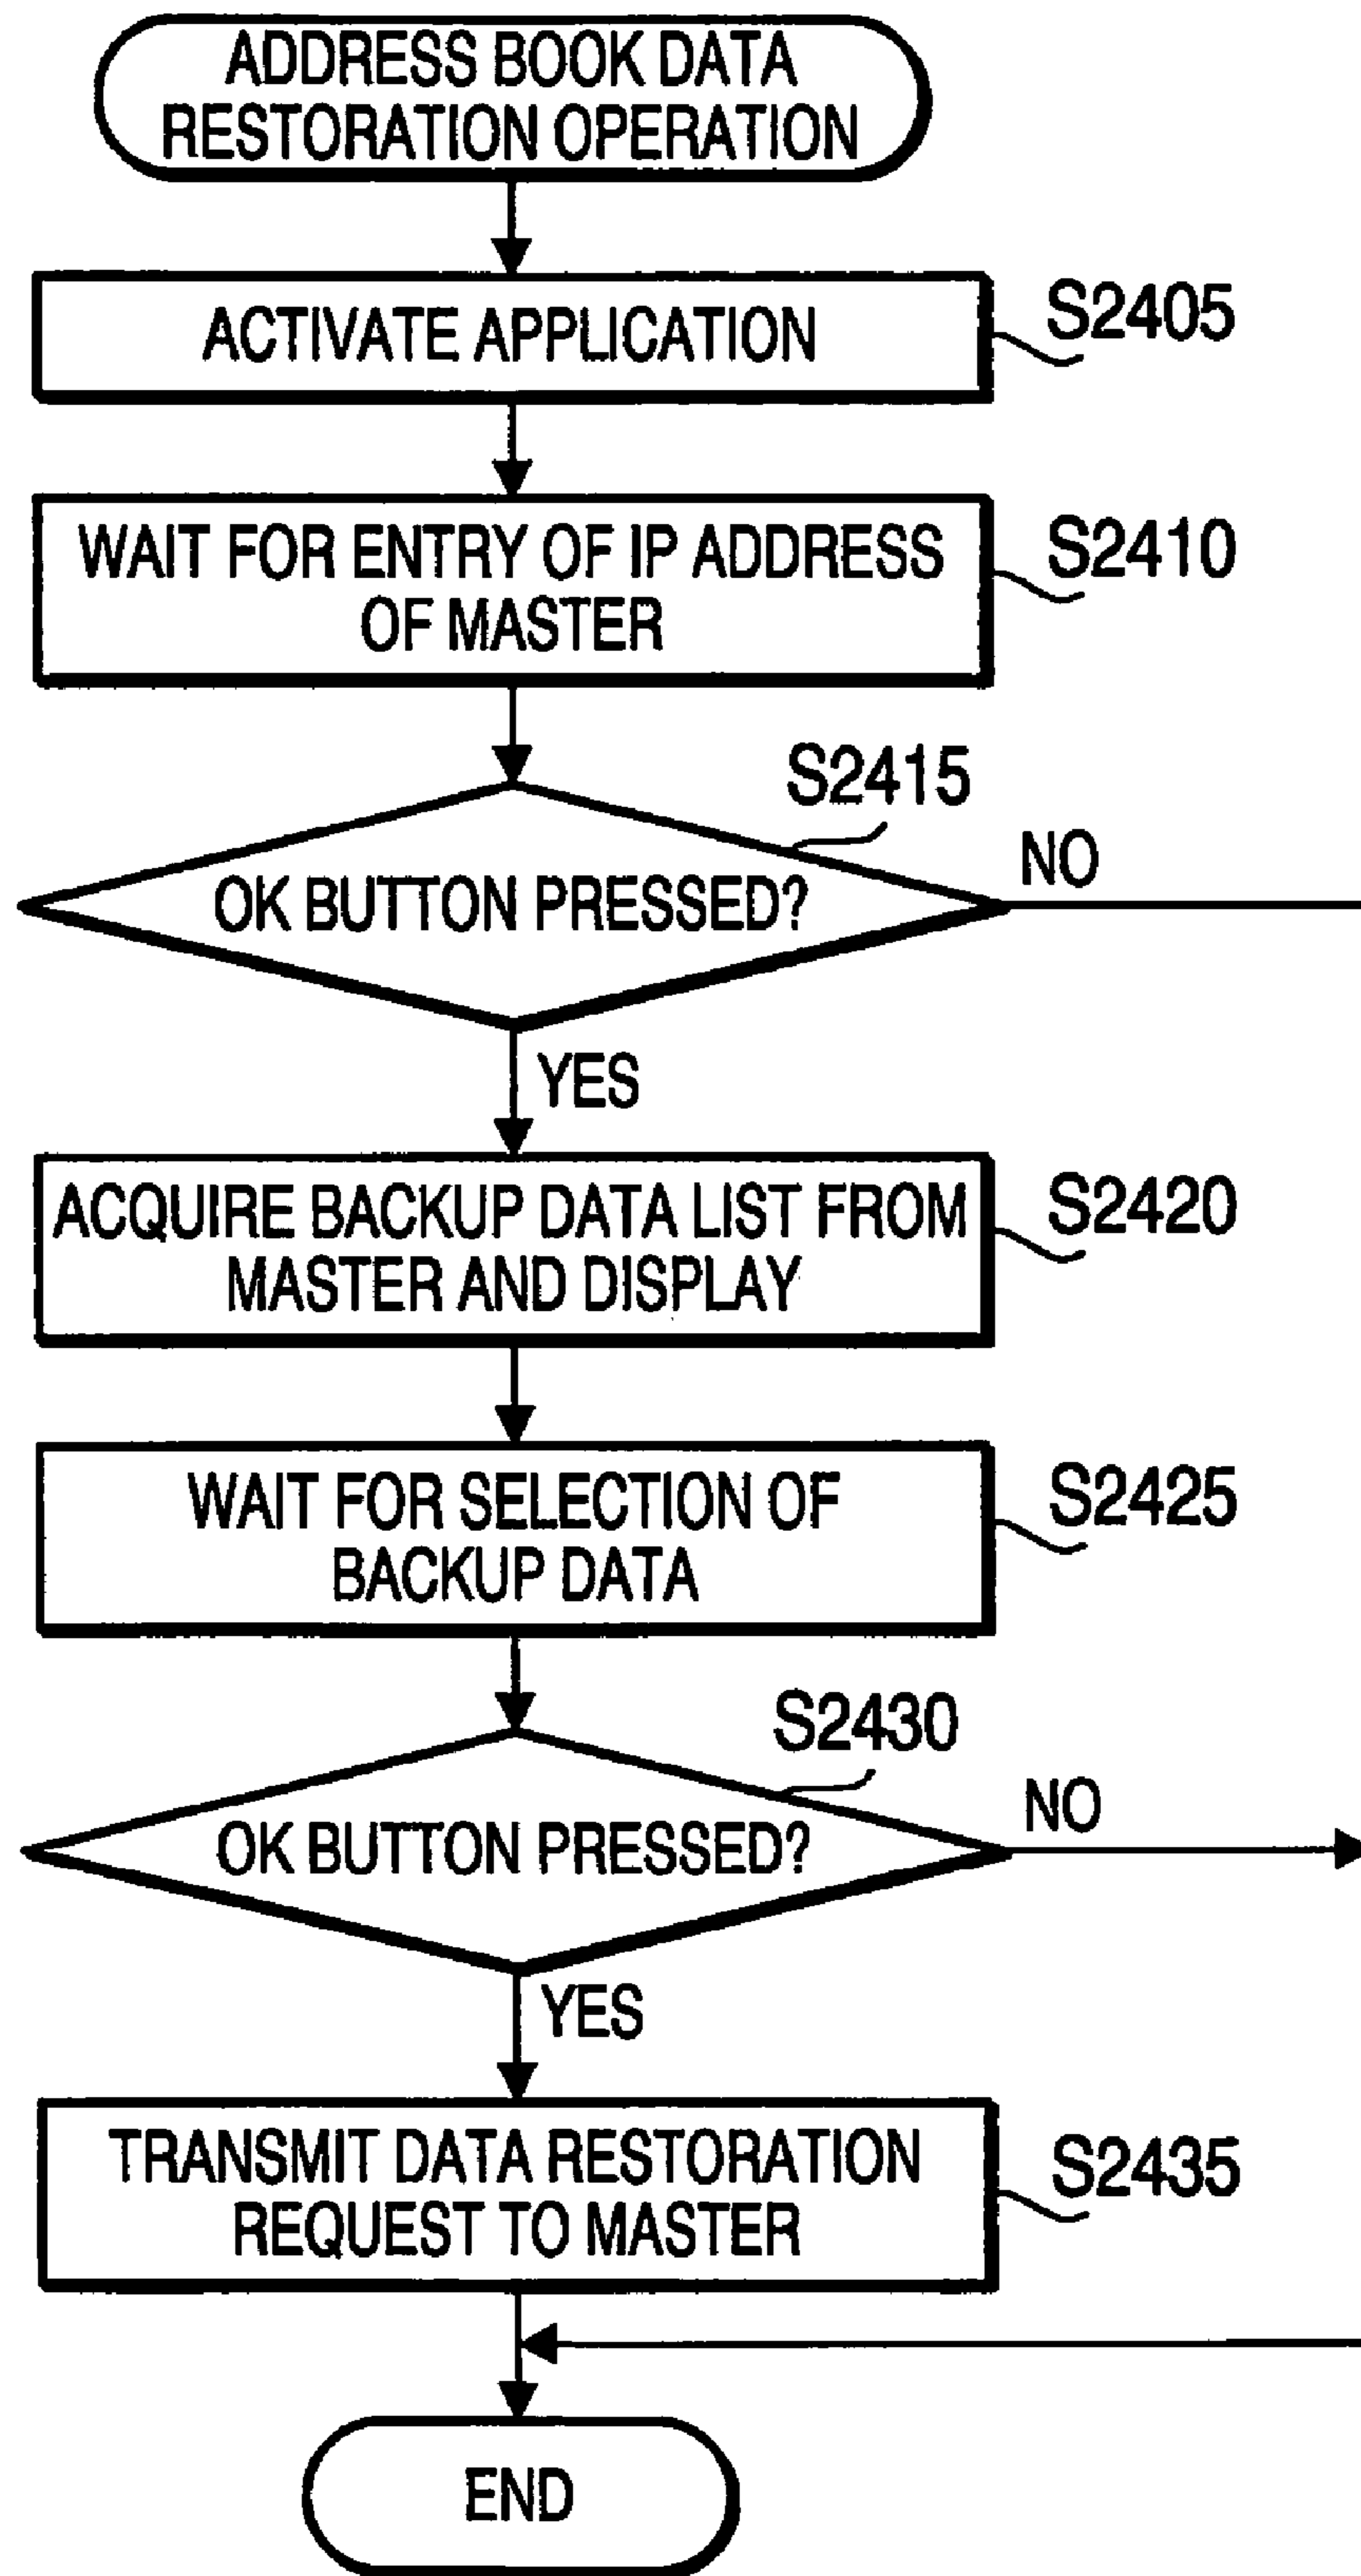 ADDRESS BOOK DATA
RESTORATION OPERATION
ACTIVATE APPLICATION
S2405
WAIT FOR ENTRY OF IP ADDRESS
OF MASTER
S2410
S2415
OK BUTTON PRESSED?
NO
YES
ACQUIRE BACKUP DATA LIST FROM
MASTER AND DISPLAY
S2420
WAIT FOR SELECTION OF
BACKUP DATA
S2425
S2430
OK BUTTON PRESSED?
NO
YES
TRANSMIT DATA RESTORATION
REQUEST TO MASTER
S2435
END